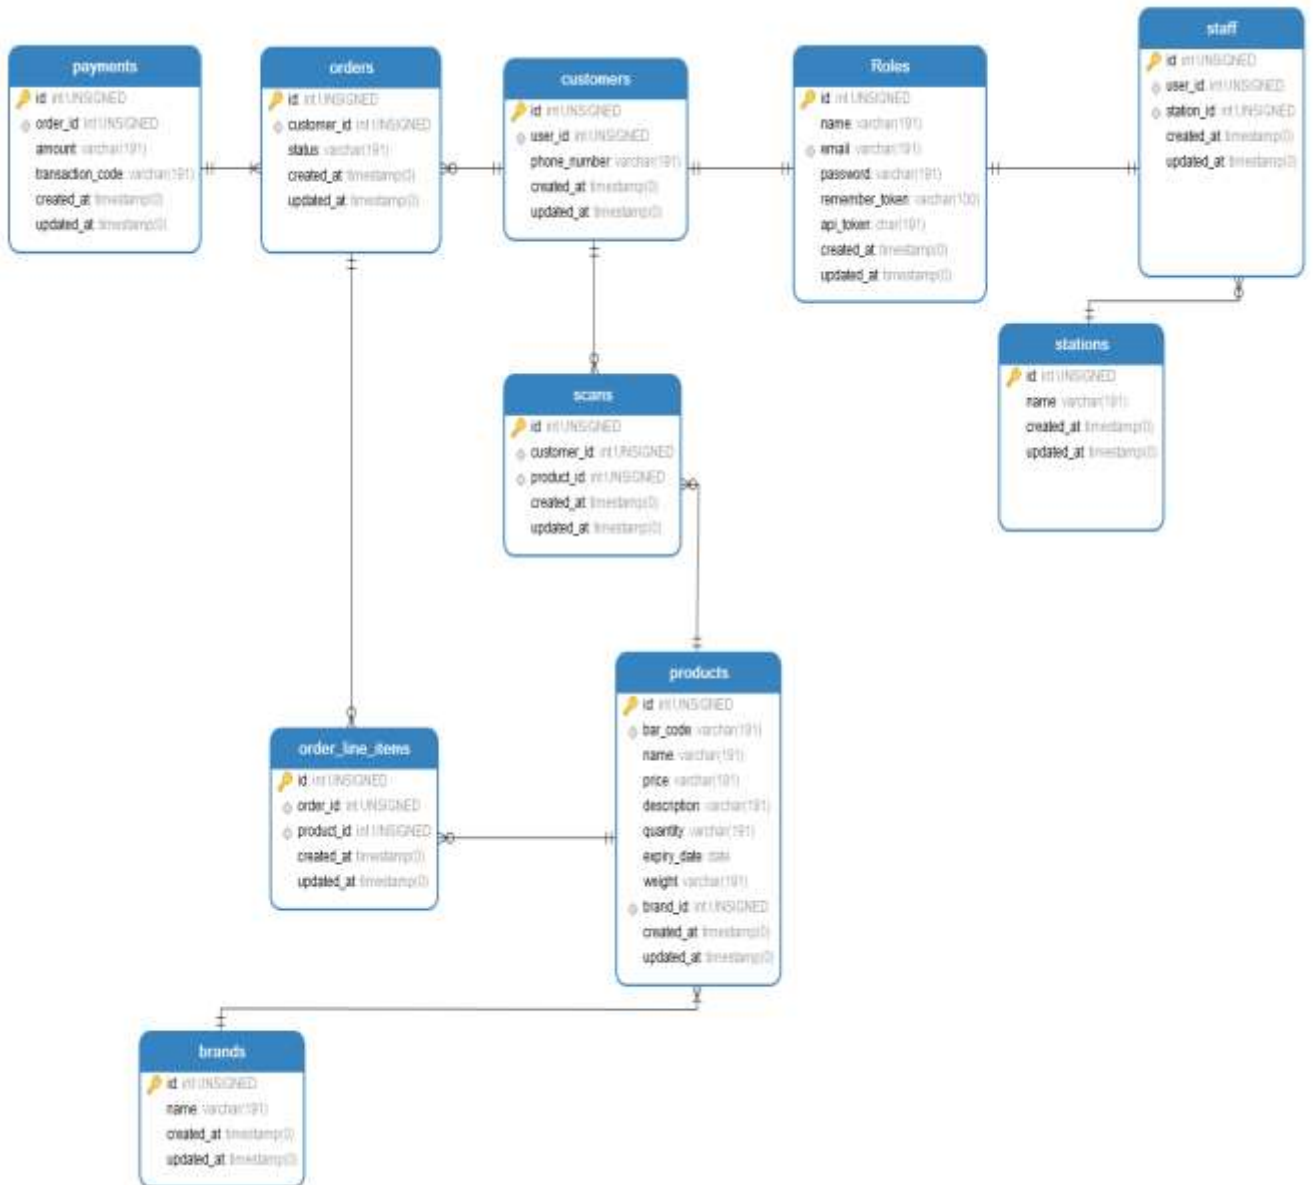 payments
id int UNSIGNED
order_id int UNSIGNED
amount varchar(191)
transaction_code varchar(191)
created_at timestamp(0)
updated_at timestamp(0)
orders
id int UNSIGNED
customer_id int UNSIGNED
status varchar(191)
created_at timestamp(0)
updated_at timestamp(0)
customers
id int UNSIGNED
user_id int UNSIGNED
phone_number varchar(191)
created_at timestamp(0)
updated_at timestamp(0)
Roles
id int UNSIGNED
name varchar(191)
email varchar(191)
password varchar(191)
remember_token varchar(100)
api_token char(191)
created_at timestamp(0)
updated_at timestamp(0)
staff
id int UNSIGNED
user_id int UNSIGNED
station_id int UNSIGNED
created_at timestamp(0)
updated_at timestamp(0)
stations
id int UNSIGNED
name varchar(191)
created_at timestamp(0)
updated_at timestamp(0)
scans
id int UNSIGNED
customer_id int UNSIGNED
product_id int UNSIGNED
created_at timestamp(0)
updated_at timestamp(0)
products
id int UNSIGNED
bar_code varchar(191)
name varchar(191)
price varchar(191)
description varchar(191)
quantity varchar(191)
expiry_date date
weight varchar(191)
brand_id int UNSIGNED
created_at timestamp(0)
updated_at timestamp(0)
order_line_items
id int UNSIGNED
order_id int UNSIGNED
product_id int UNSIGNED
created_at timestamp(0)
updated_at timestamp(0)
brands
id int UNSIGNED
name varchar(191)
created_at timestamp(0)
updated_at timestamp(0)